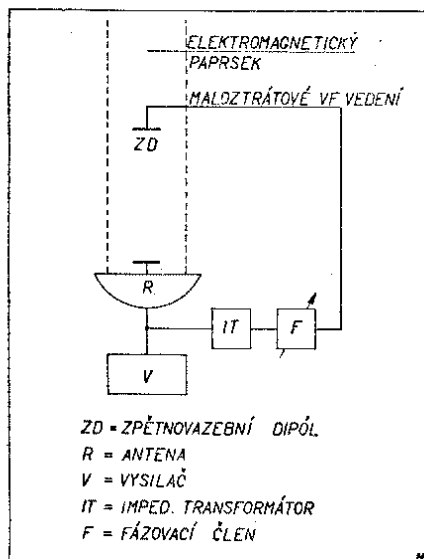 ELEKTROMAGNETICKÝ
PAPRSEK
MALOZTRÁTOVÉ VF VEDENÍ
ZD
R
IT
F
V
ZD = ZPĚTNOVAZEBNÍ DIPÓL
R = ANTENA
V = VYSILAČ
IT = IMPED. TRANSFORMÁTOR
F = FÁZOVACÍ ČLEN